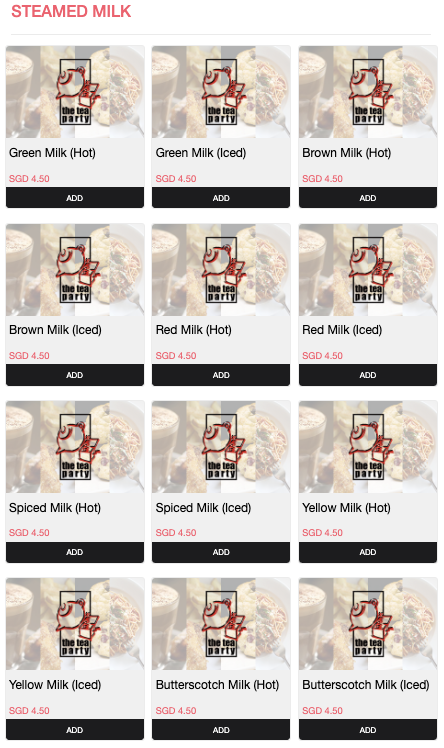 STEAMED MILK
the tea
party
the tea
party
the tea
party
Green Milk (Hot)
Green Milk (Iced)
Brown Milk (Hot)
SGD 4.50
SGD 4.50
SGD 4.50
ADD
ADD
ADD
the tea
party
the tea
party
the tea
party
Brown Milk (Iced)
Red Milk (Hot)
Red Milk (Iced)
SGD 4.50
SGD 4.50
SGD 4.50
ADD
ADD
ADD
the tea
party
the tea
party
the tea
party
Spiced Milk (Hot)
Spiced Milk (Iced)
Yellow Milk (Hot)
SGD 4.50
SGD 4.50
SGD 4.50
ADD
ADD
ADD
the tea
party
the tea
party
the tea
party
Yellow Milk (Iced)
Butterscotch Milk (Hot)
Butterscotch Milk (Iced)
SGD 4.50
SGD 4.50
SGD 4.50
ADD
ADD
ADD